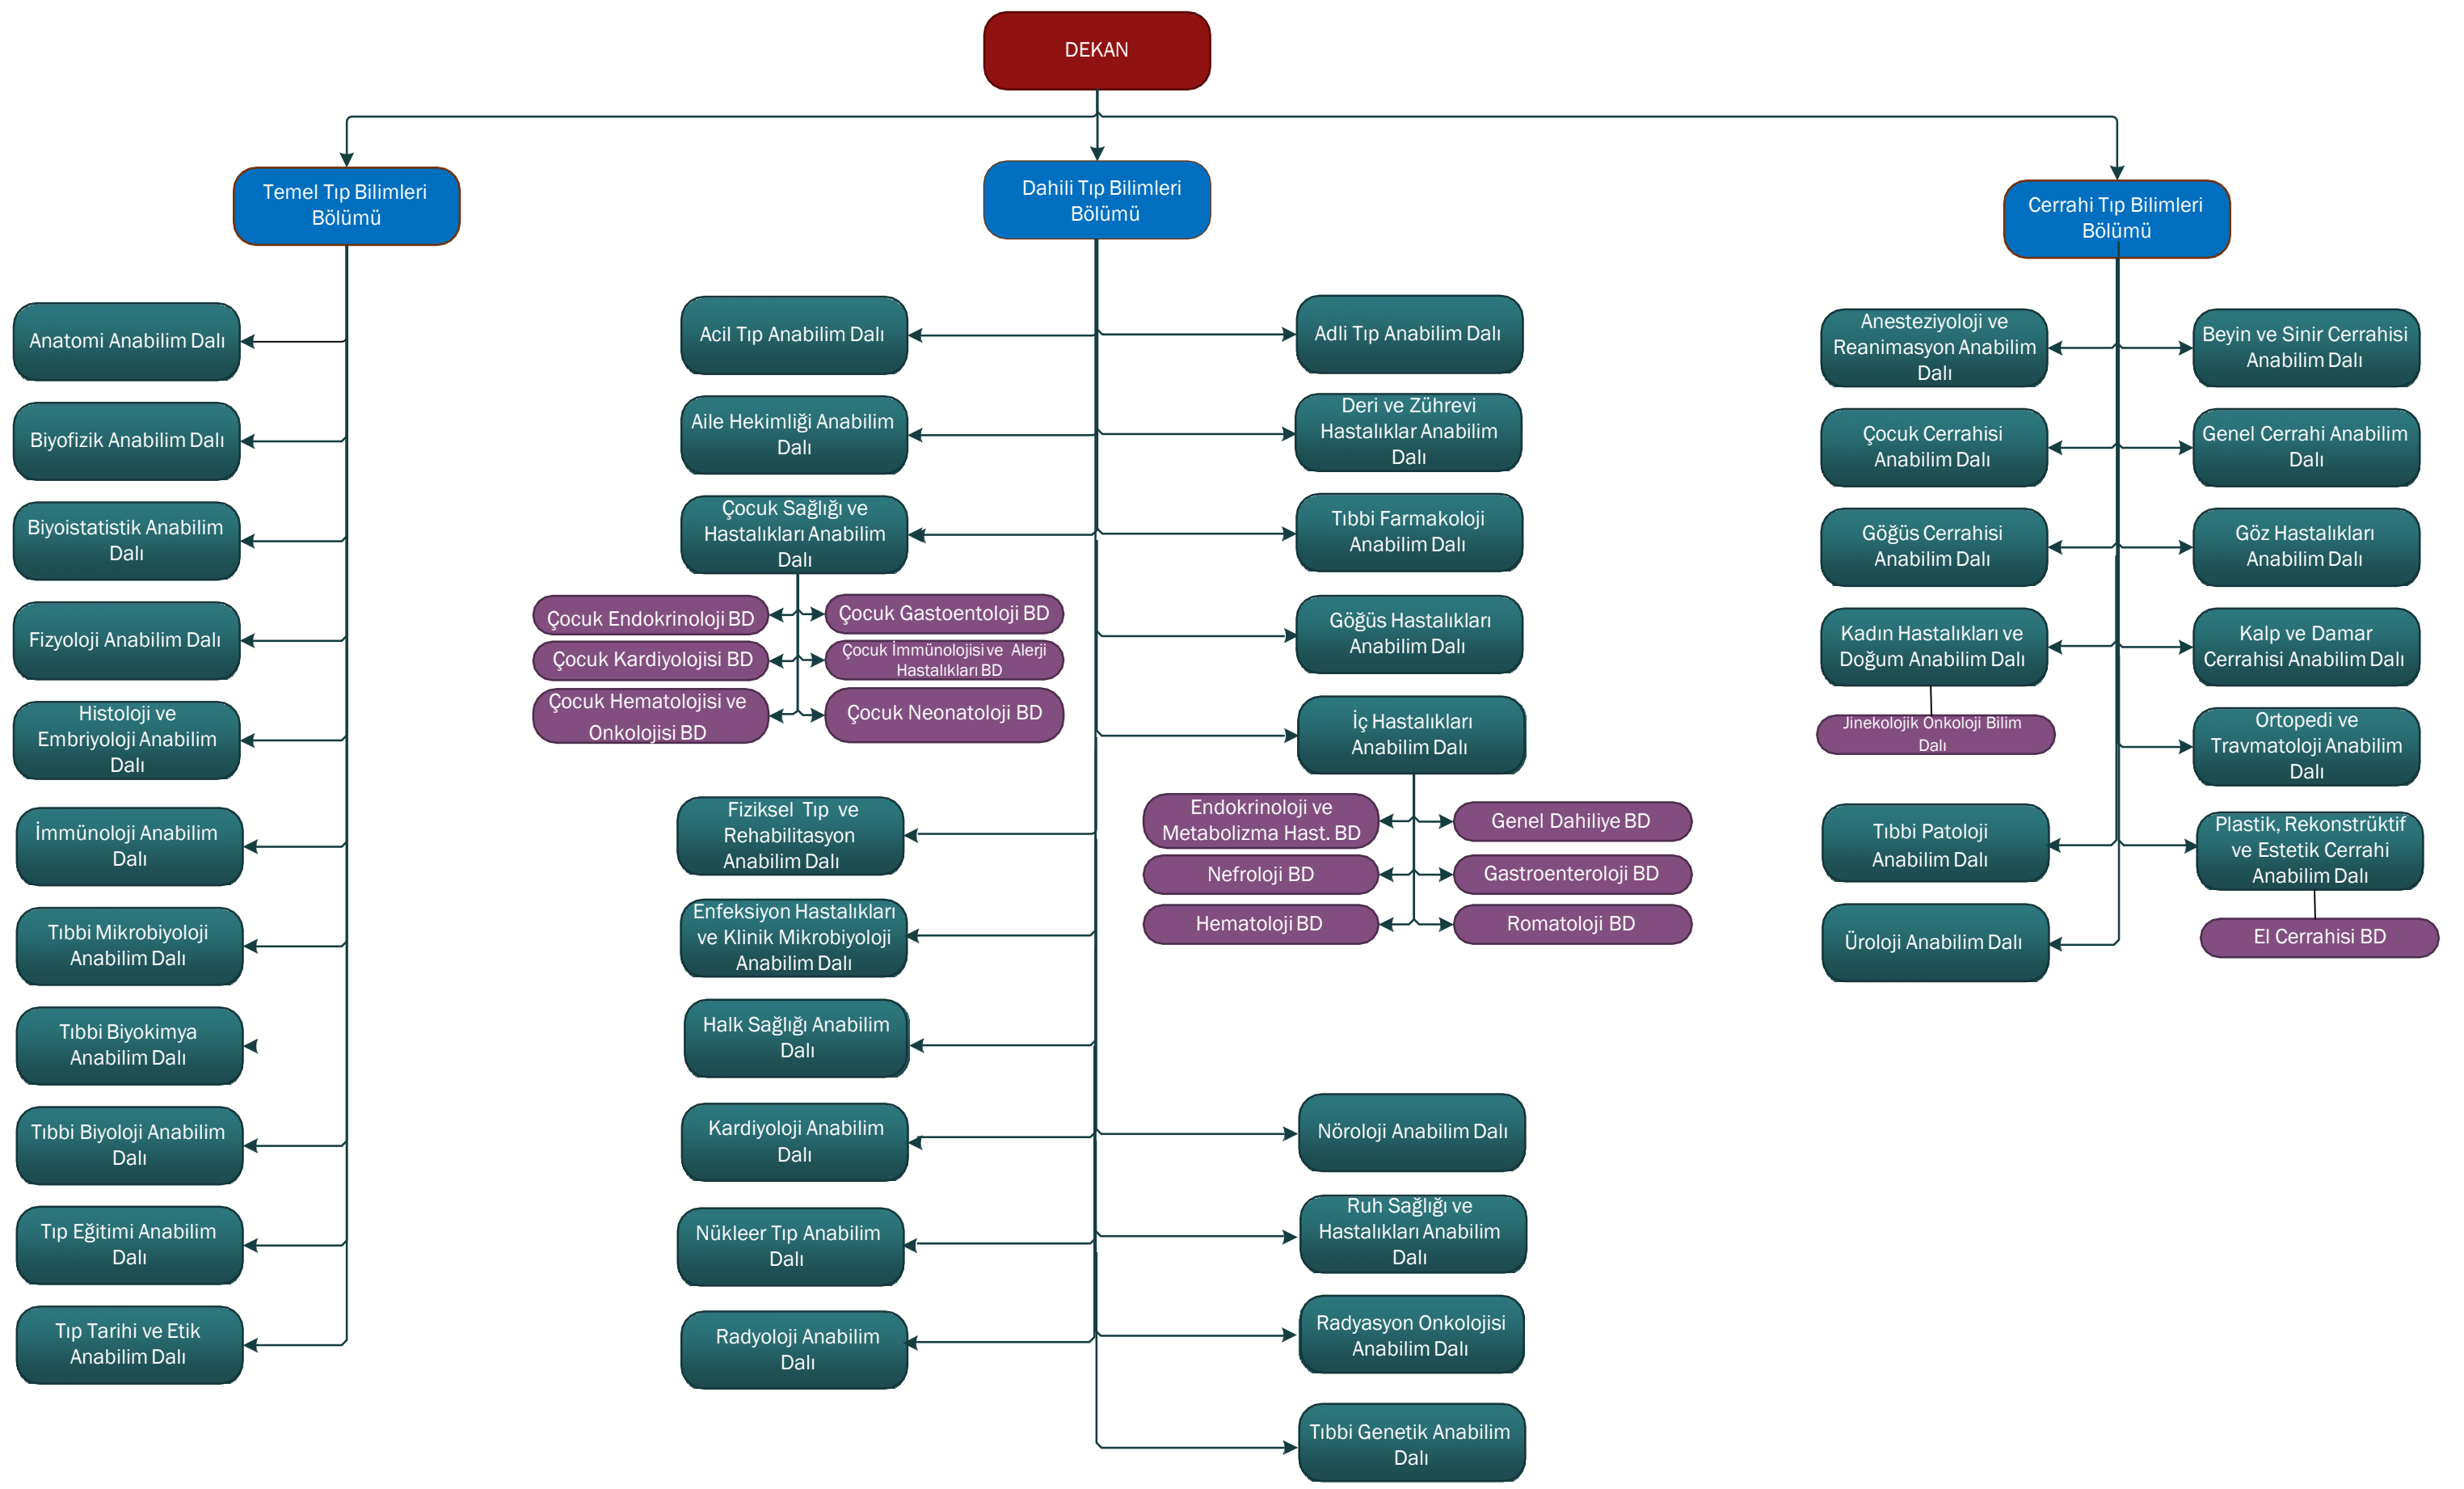 DEKAN
Temel Tıp Bilimleri
Bölümü
Anatomi Anabilim Dalı
Biyofizik Anabilim Dalı
Biyoistatistik Anabilim
Dalı
Fizyoloji Anabilim Dalı
Histoloji ve
Embriyoloji Anabilim
Dalı
İmmünoloji Anabilim
Dalı
Tıbbi Mikrobiyoloji
Anabilim Dalı
Tıbbi Biyokimya
Anabilim Dalı
Tıbbi Biyoloji Anabilim
Dalı
Tıp Eğitimi Anabilim
Dalı
Tıp Tarihi ve Etik
Anabilim Dalı
Dahili Tıp Bilimleri
Bölümü
Acil Tıp Anabilim Dalı
Aile Hekimliği Anabilim
Dalı
Çocuk Sağlığı ve
Hastalıkları Anabilim
Dalı
Çocuk Endokrinoloji BD
Çocuk Gastoentoloji BD
Çocuk Kardiyolojisi BD
Çocuk İmmünolojisi ve Alerji
Hastalıkları BD
Çocuk Hematolojisi ve
Onkolojisi BD
Çocuk Neonatoloji BD
Fiziksel Tıp ve
Rehabilitasyon
Anabilim Dalı
Enfeksiyon Hastalıkları
ve Klinik Mikrobiyoloji
Anabilim Dalı
Halk Sağlığı Anabilim
Dalı
Kardiyoloji Anabilim
Dalı
Nükleer Tıp Anabilim
Dalı
Radyoloji Anabilim
Dalı
Adli Tıp Anabilim Dalı
Deri ve Zührevi
Hastalıklar Anabilim
Dalı
Tıbbi Farmakoloji
Anabilim Dalı
Göğüs Hastalıkları
Anabilim Dalı
İç Hastalıkları
Anabilim Dalı
Endokrinoloji ve
Metabolizma Hast. BD
Genel Dahiliye BD
Nefroloji BD
Gastroenteroloji BD
Hematoloji BD
Romatoloji BD
Nöroloji Anabilim Dalı
Ruh Sağlığı ve
Hastalıkları Anabilim
Dalı
Radyasyon Onkolojisi
Anabilim Dalı
Tıbbi Genetik Anabilim
Dalı
Cerrahi Tıp Bilimleri
Bölümü
Anesteziyoloji ve
Reanimasyon Anabilim
Dalı
Çocuk Cerrahisi
Anabilim Dalı
Göğüs Cerrahisi
Anabilim Dalı
Kadın Hastalıkları ve
Doğum Anabilim Dalı
Jinekolojik Onkoloji Bilim
Dalı
Tıbbi Patoloji
Anabilim Dalı
Üroloji Anabilim Dalı
Beyin ve Sinir Cerrahisi
Anabilim Dalı
Genel Cerrahi Anabilim
Dalı
Göz Hastalıkları
Anabilim Dalı
Kalp ve Damar
Cerrahisi Anabilim Dalı
Ortopedi ve
Travmatoloji Anabilim
Dalı
Plastik, Rekonstrüktif
ve Estetik Cerrahi
Anabilim Dalı
El Cerrahisi BD